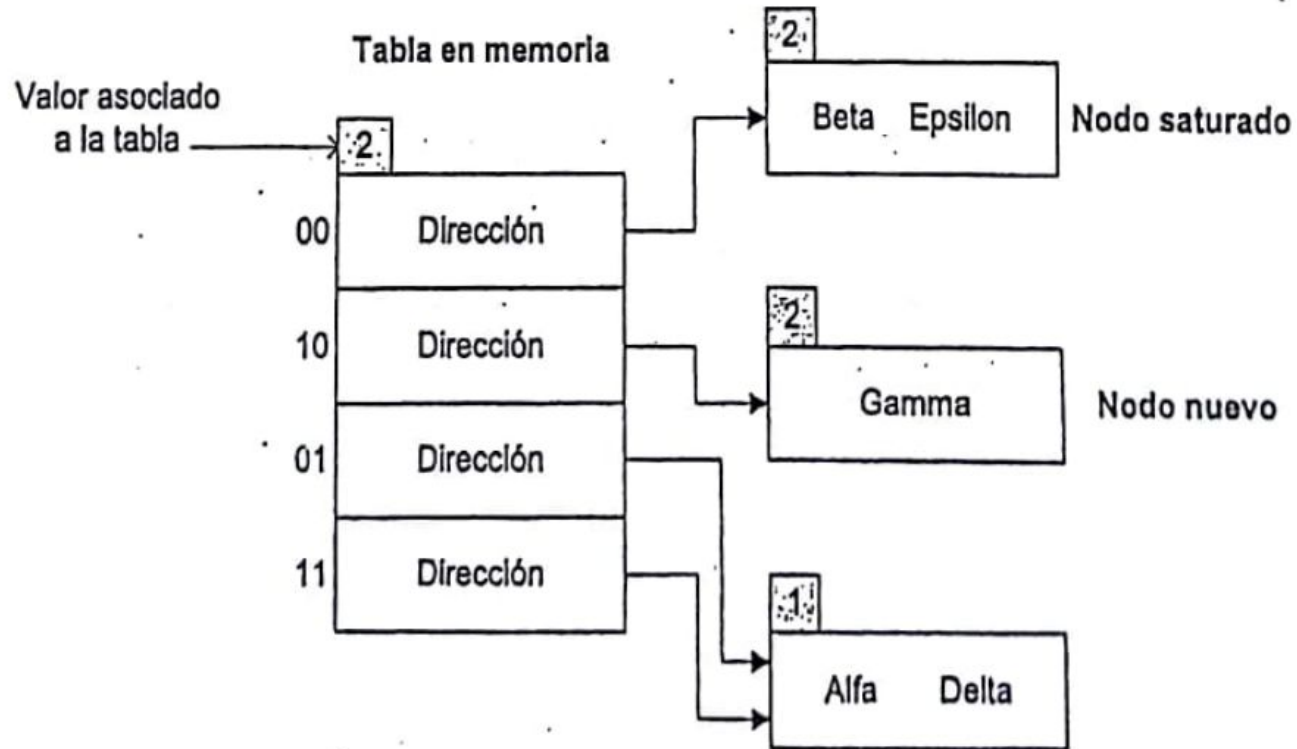 2
Tabla en memoria
Valor asociado
a la tabla
2
Beta Epsilon
Nodo saturado
00
Dirección
10
Dirección
2
Gamma
Nodo nuevo
01
Dirección
11
Dirección
1
Alfa Delta